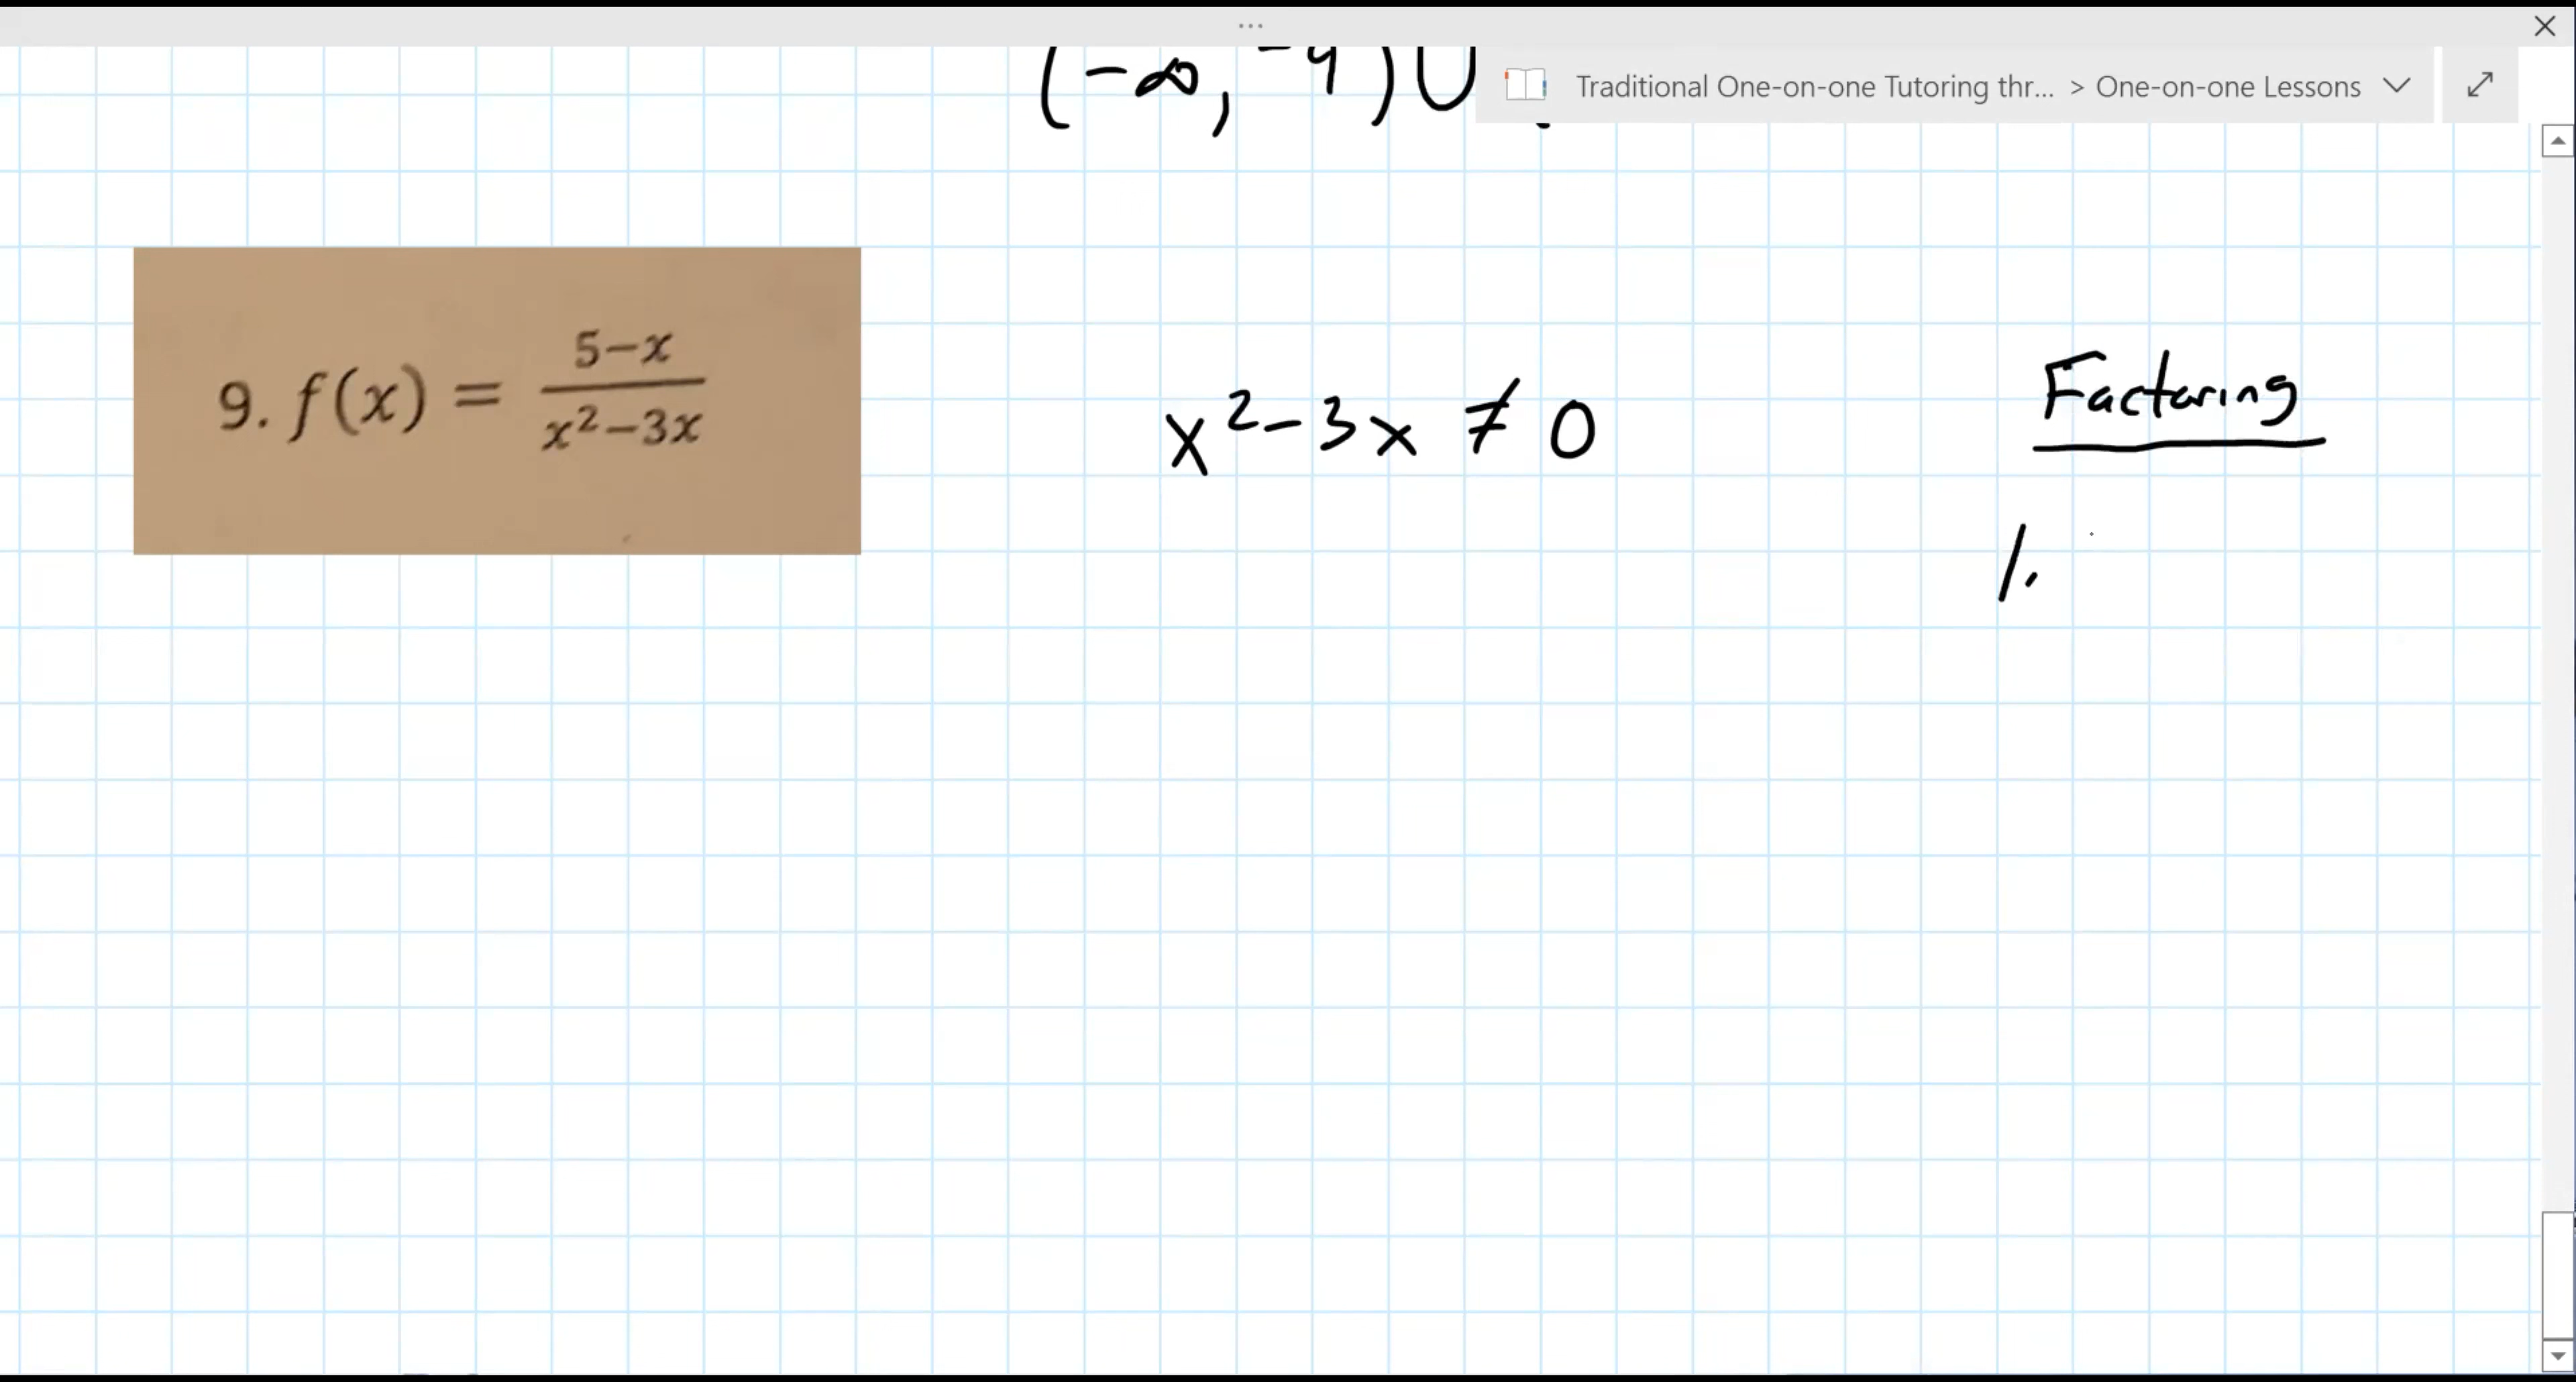 (-∞, -4) ∪
Traditional One-on-one Tutoring thr... > One-on-one Lessons
9. f(x) = \frac{5-x}{x²-3x}
x² - 3x ≠ 0
Factoring
1.